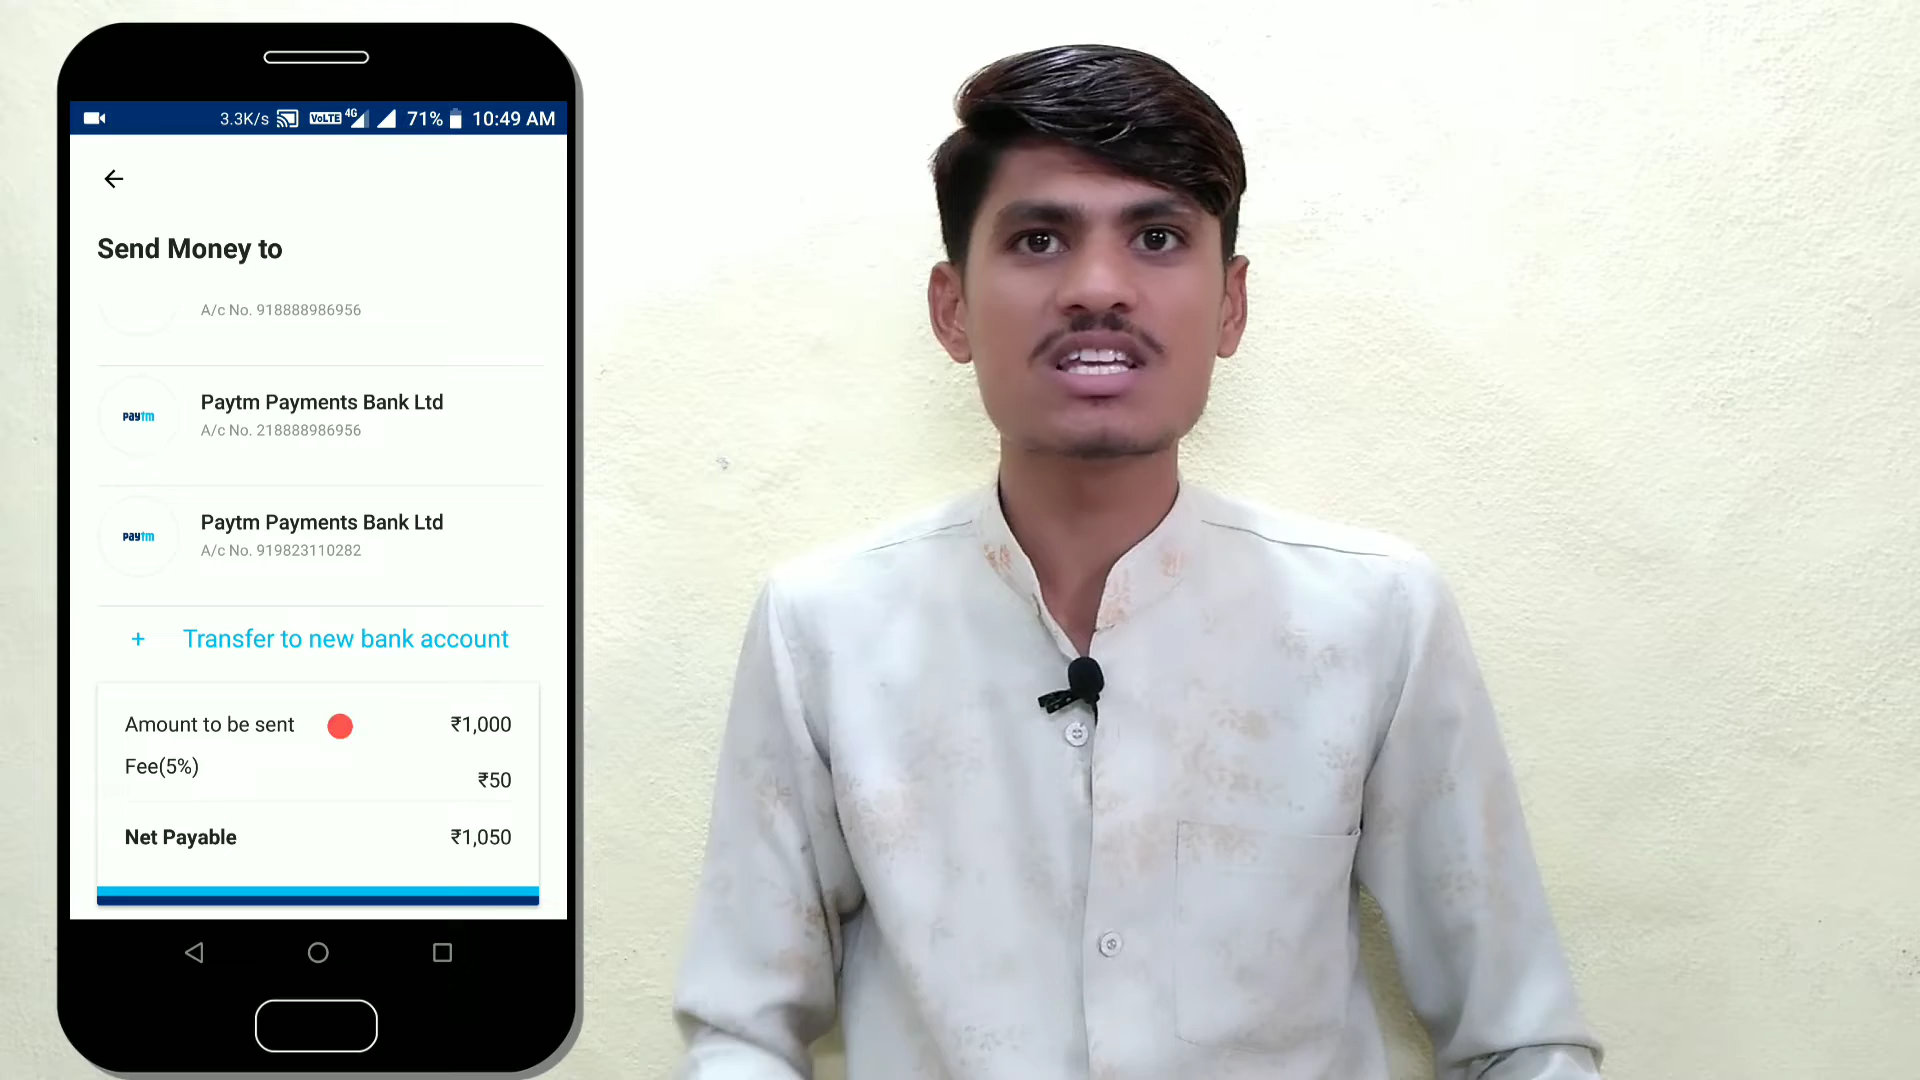 3.3K/s VoLTE 4G 71% 10:49 AM
Send Money to
A/c No. 918888986956
paytm
Paytm Payments Bank Ltd
A/c No. 218888986956
paytm
Paytm Payments Bank Ltd
A/c No. 919823110282
+ Transfer to new bank account
Amount to be sent ₹1,000
Fee(5%) ₹50
Net Payable ₹1,050